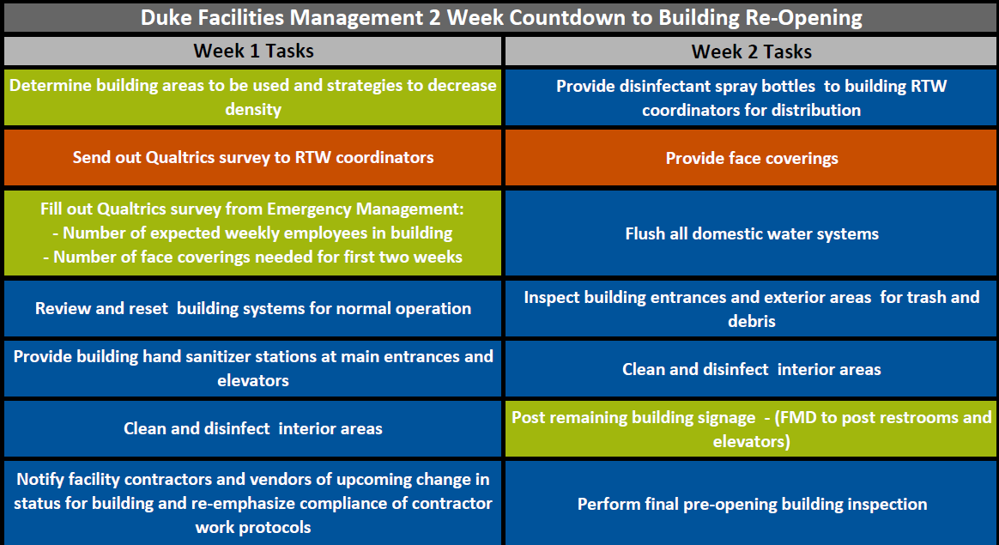 Duke Facilities Management 2 Week Countdown to Building Re-Opening
Week 1 Tasks
Week 2 Tasks
Determine building areas to be used and strategies to decrease
density
Provide disinfectant spray bottles to building RTW
coordinators for distribution
Send out Qualtrics survey to RTW coordinators
Provide face coverings
Fill out Qualtrics survey from Emergency Management:
- Number of expected weekly employees in building
- Number of face coverings needed for first two weeks
Flush all domestic water systems
Review and reset building systems for normal operation
Inspect building entrances and exterior areas for trash and
debris
Provide building hand sanitizer stations at main entrances and
elevators
Clean and disinfect interior areas
Clean and disinfect interior areas
Post remaining building signage - (FMD to post restrooms and
elevators)
Notify facility contractors and vendors of upcoming change in
status for building and re-emphasize compliance of contractor
work protocols
Perform final pre-opening building inspection